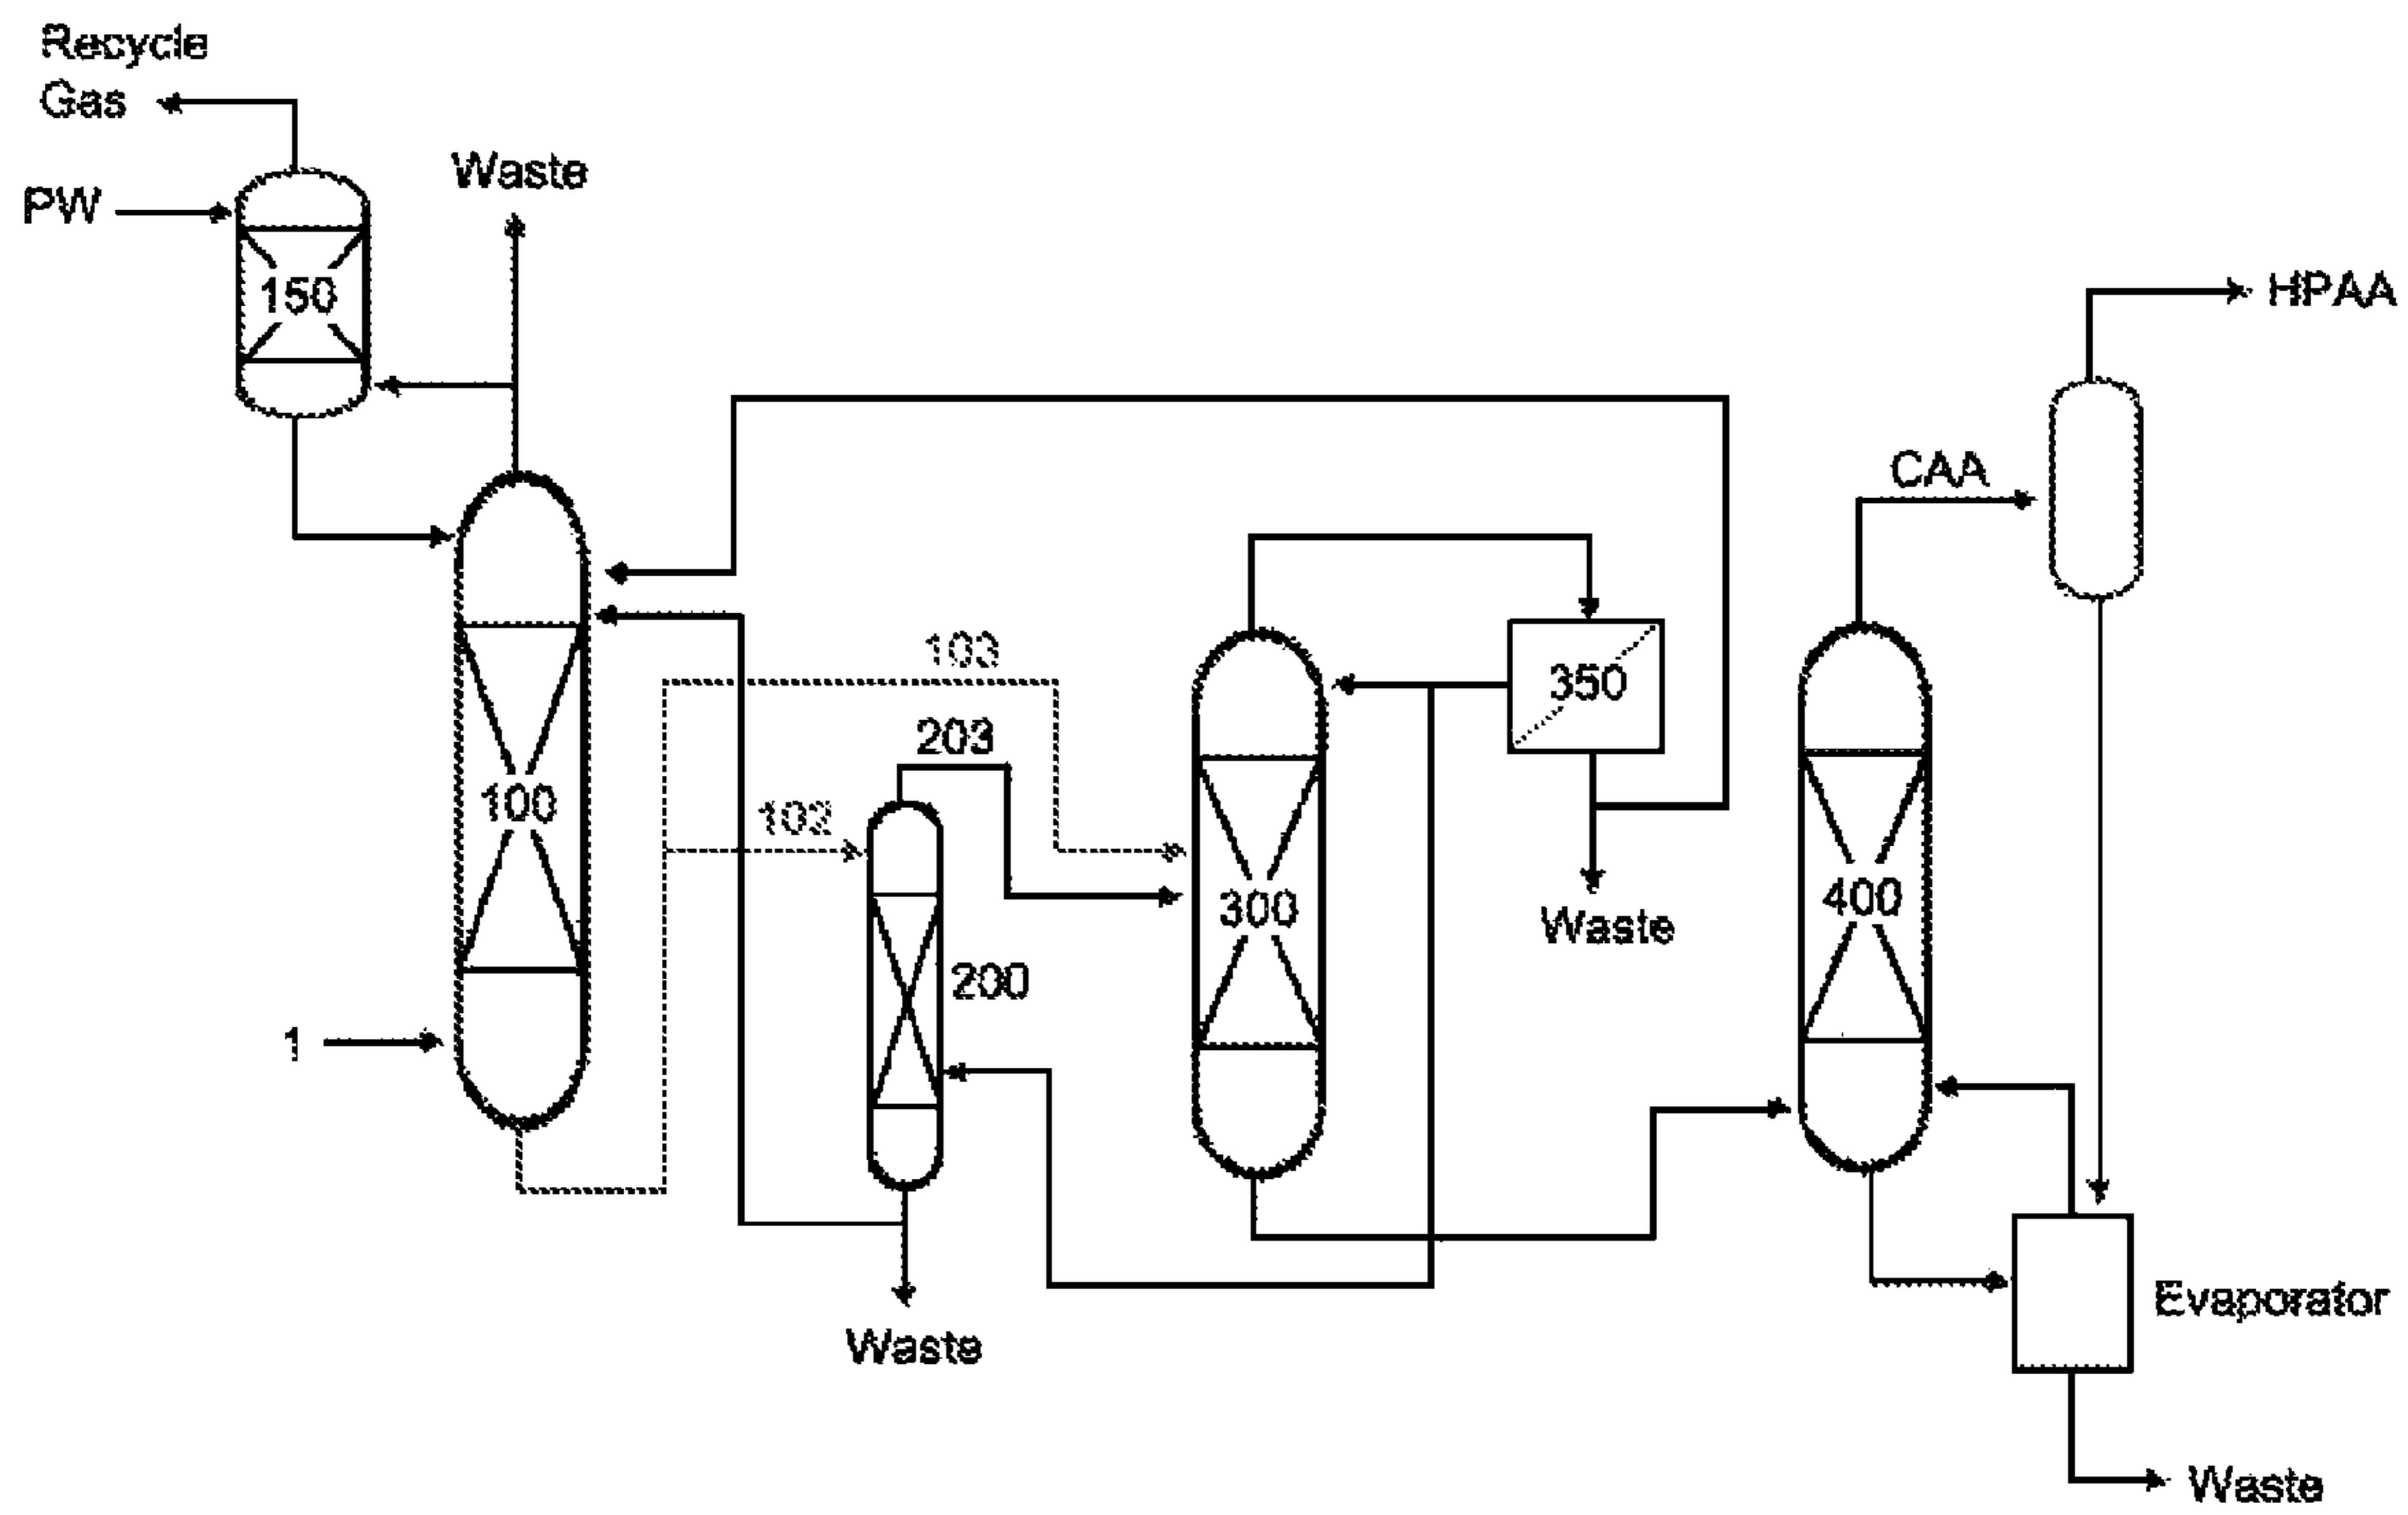 Recycle
Gas
PW
Waste
150
HPAA
CAA
103
350
203
102
100
300
400
Waste
200
1
Evaporator
Waste
Waste